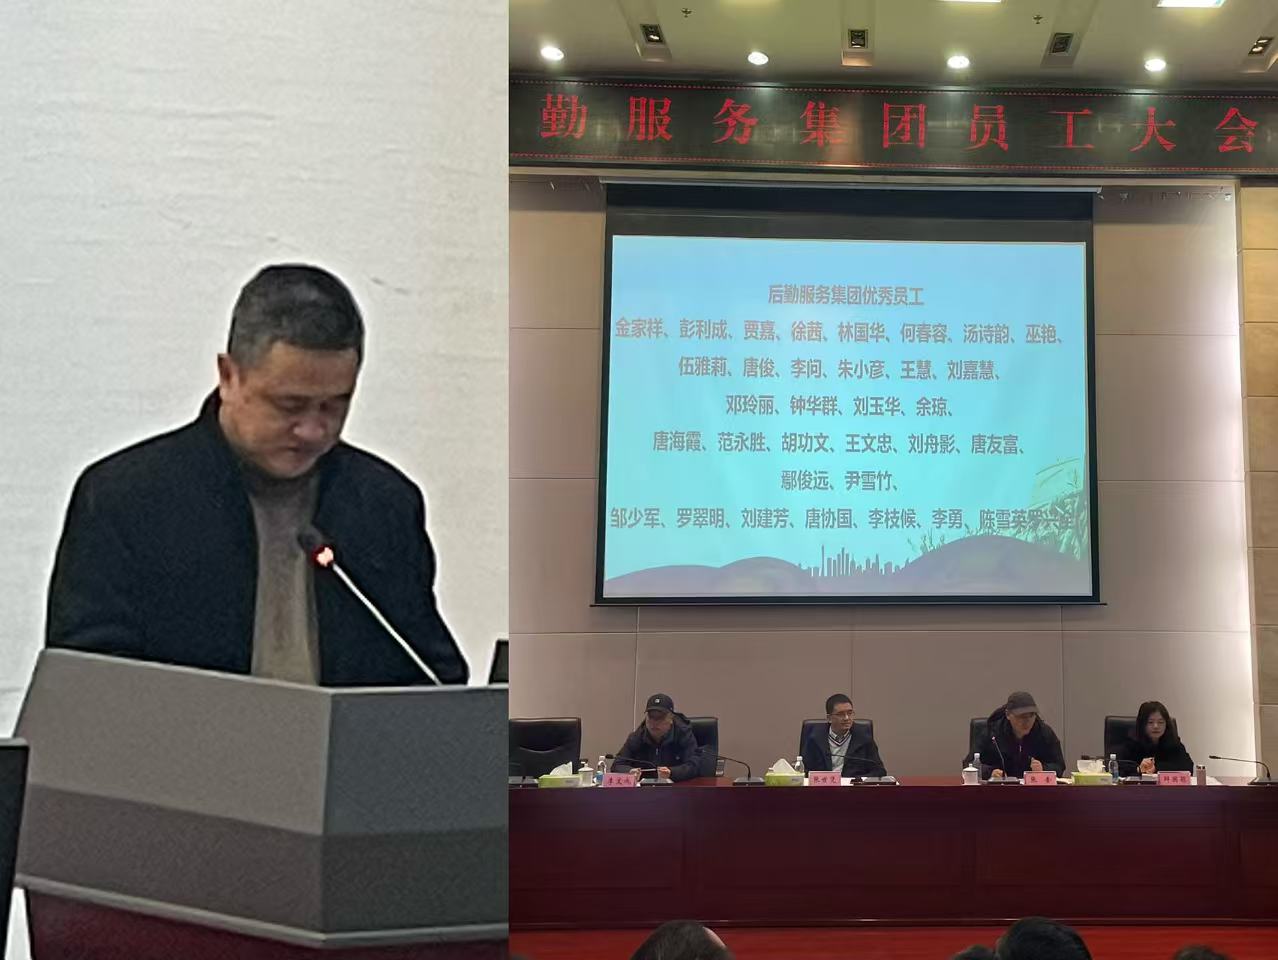 勤服务集团员工大会
后勤服务集团优秀员工
金家祥、彭利成、贾嘉、徐茜、林国华、何春容、汤诗韵、巫艳、
伍雅莉、唐俊、李问、朱小彦、王慧、刘嘉慧、
邓玲丽、钟华群、刘玉华、余琼、
唐海霞、范永胜、胡功文、王文忠、刘舟影、唐友富、
鄢俊远、尹雪竹、
邹少军、罗翠明、刘建芳、唐协国、李枝候、李勇、陈雪英